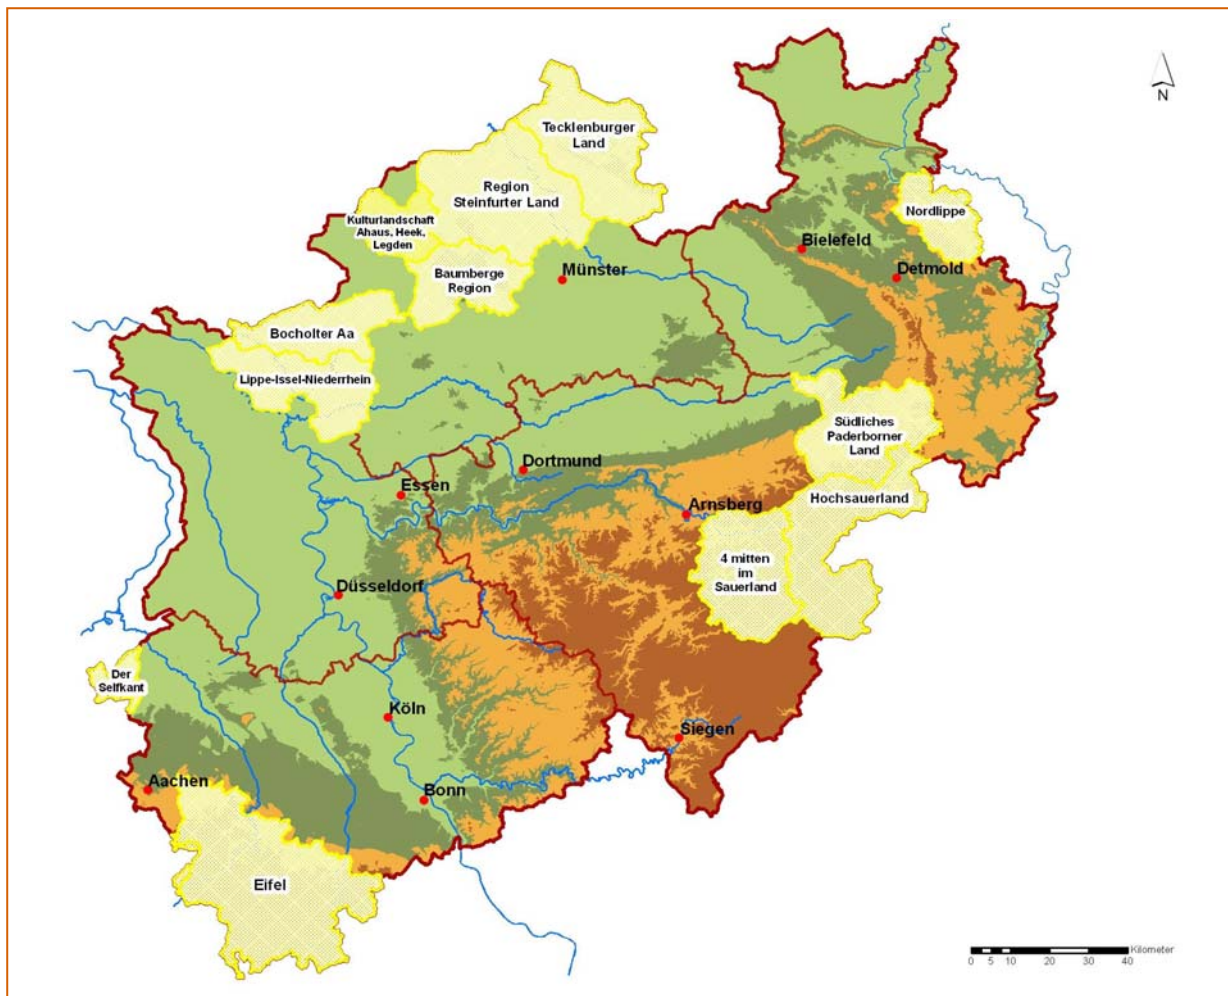 N
Tecklenburger
Land
Region
Steinfurter Land
Kulturlandschaft
Ahaus, Heek,
Legden
Nordlippe
Bielefeld
Münster
Detmold
Baumberge
Region
Bocholter Aa
Lippe-Issel-Niederrhein
Südliches
Paderborner
Land
Dortmund
Essen
Hochsauerland
Arnsberg
4 mitten
im
Sauerland
Düsseldorf
Der
Selfkant
Köln
Siegen
Aachen
Bonn
Eifel
Kilometer
0 5 10 20 30 40